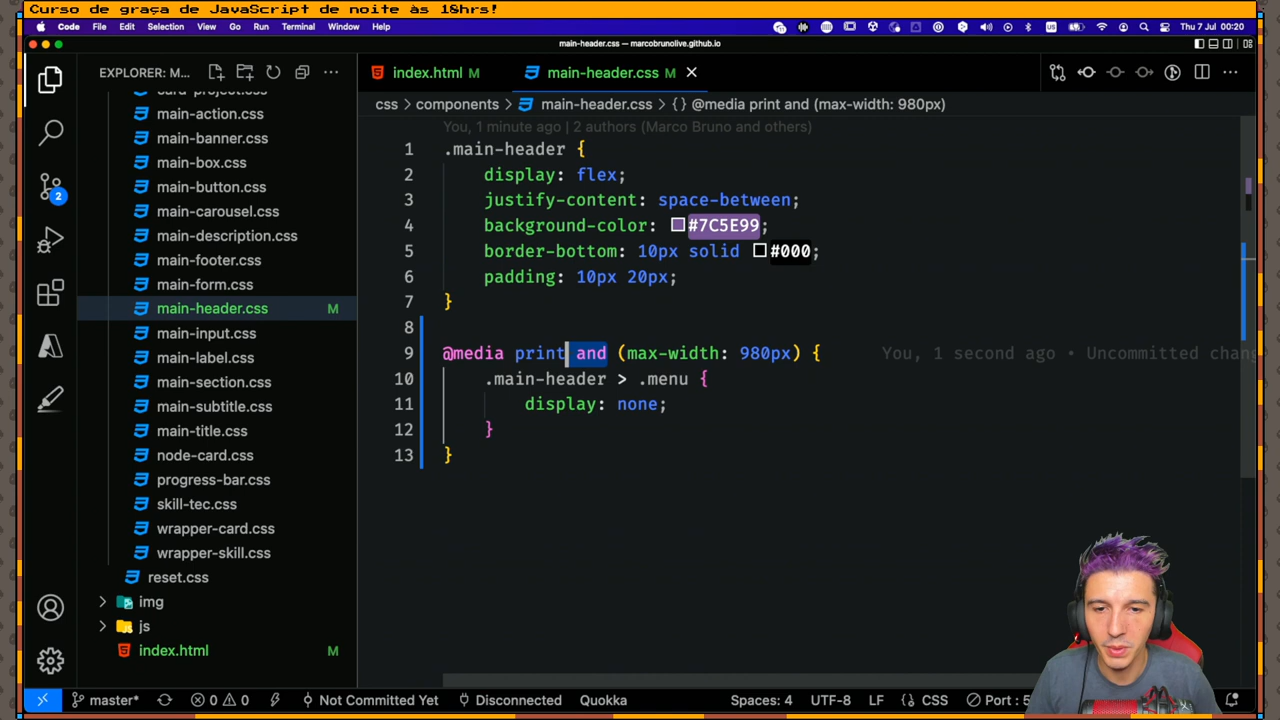 Curso de graça de JavaScript de noite às 18hrs!
Code File Edit Selection View Go Run Terminal Window Help
US
Thu 7 Jul 00:20
main-header.css — marcobrunolive.github.io
EXPLORER: M...
index.html M
main-header.css M
css > components > main-header.css > {} @media print and (max-width: 980px)
card-project.css
main-action.css
main-banner.css
main-box.css
main-button.css
main-carousel.css
main-description.css
main-footer.css
main-form.css
main-header.css M
main-input.css
main-label.css
main-section.css
main-subtitle.css
main-title.css
node-card.css
progress-bar.css
skill-tec.css
wrapper-card.css
wrapper-skill.css
reset.css
img
js
index.html M
2
You, 1 minute ago | 2 authors (Marco Bruno and others)
1 .main-header {
2 display: flex;
3 justify-content: space-between;
4 background-color: #7C5E99;
5 border-bottom: 10px solid #000;
6 padding: 10px 20px;
7 }
8
9 @media print and (max-width: 980px) { You, 1 second ago • Uncommitted chang
10 .main-header > .menu {
11 display: none;
12 }
13 }
master* 0 0 Not Committed Yet Disconnected Quokka Spaces: 4 UTF-8 LF {} CSS Port : 5